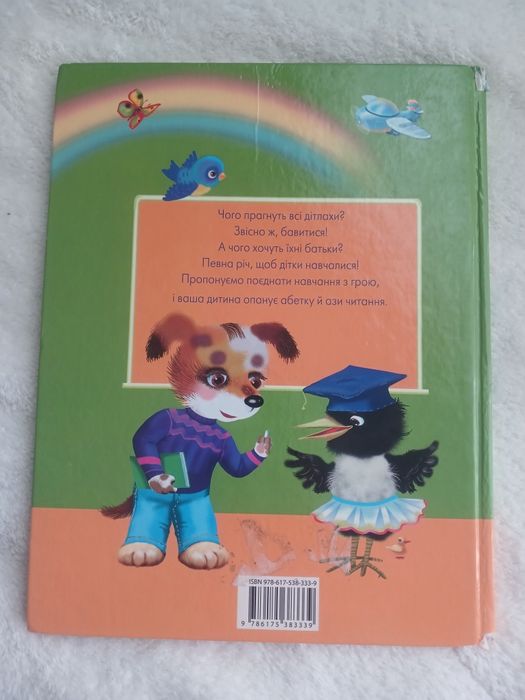 Чого прагнуть всі дітлахи?
Звісно ж, бавитися!
А чого хочуть їхні батьки?
Певна річ, щоб дітки навчалися!
Пропонуємо поєднати навчання з грою,
і ваша дитина опонує абетку й ази читання.
ISBN 978-617-538-333-9
9 786175 383339